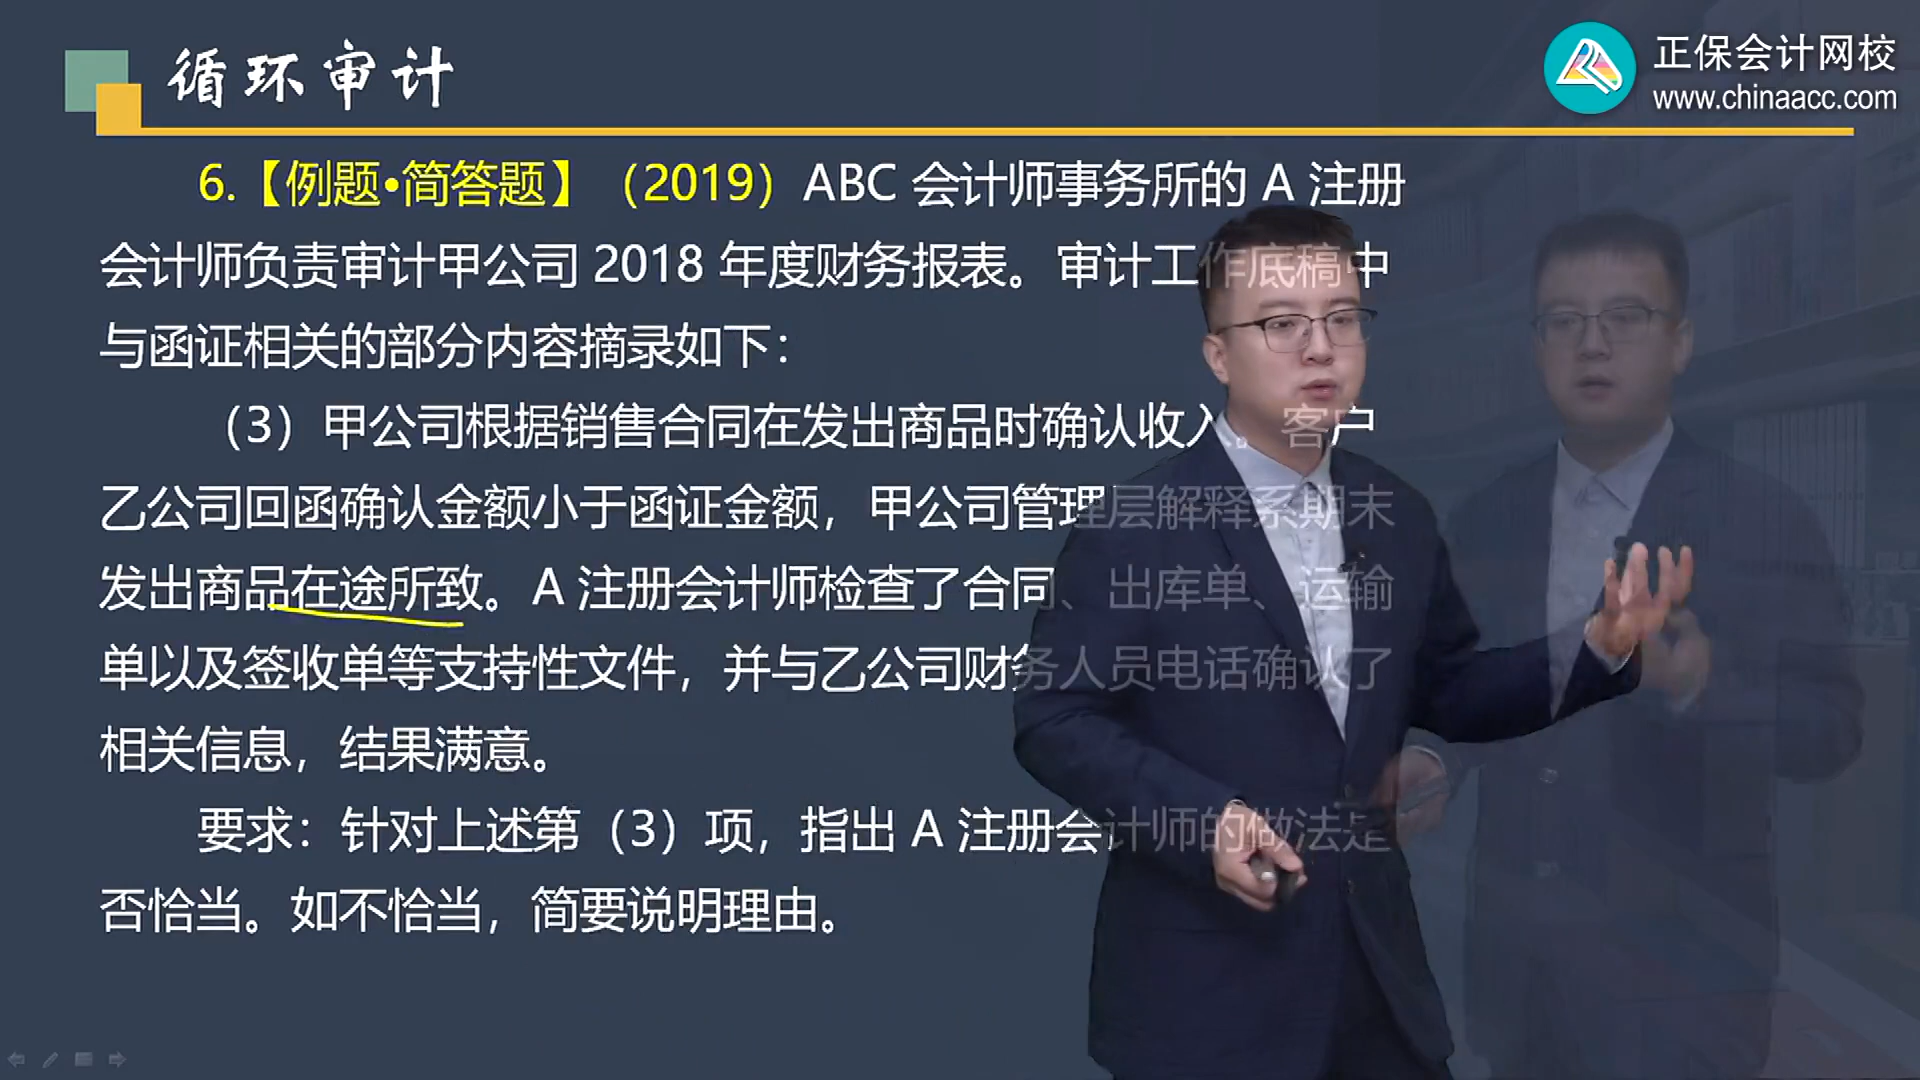 循环审计
正保会计网校
www.chinaacc.com
6.【例题•简答题】（2019）ABC 会计师事务所的 A 注册
会计师负责审计甲公司 2018 年度财务报表。审计工作底稿中
与函证相关的部分内容摘录如下：
（3）甲公司根据销售合同在发出商品时确认收入。客户
乙公司回函确认金额小于函证金额，甲公司管理层解释系期末
发出商品在途所致。A 注册会计师检查了合同、出库单、运输
单以及签收单等支持性文件，并与乙公司财务人员电话确认了
相关信息，结果满意。
要求：针对上述第（3）项，指出 A 注册会计师的做法是
否恰当。如不恰当，简要说明理由。